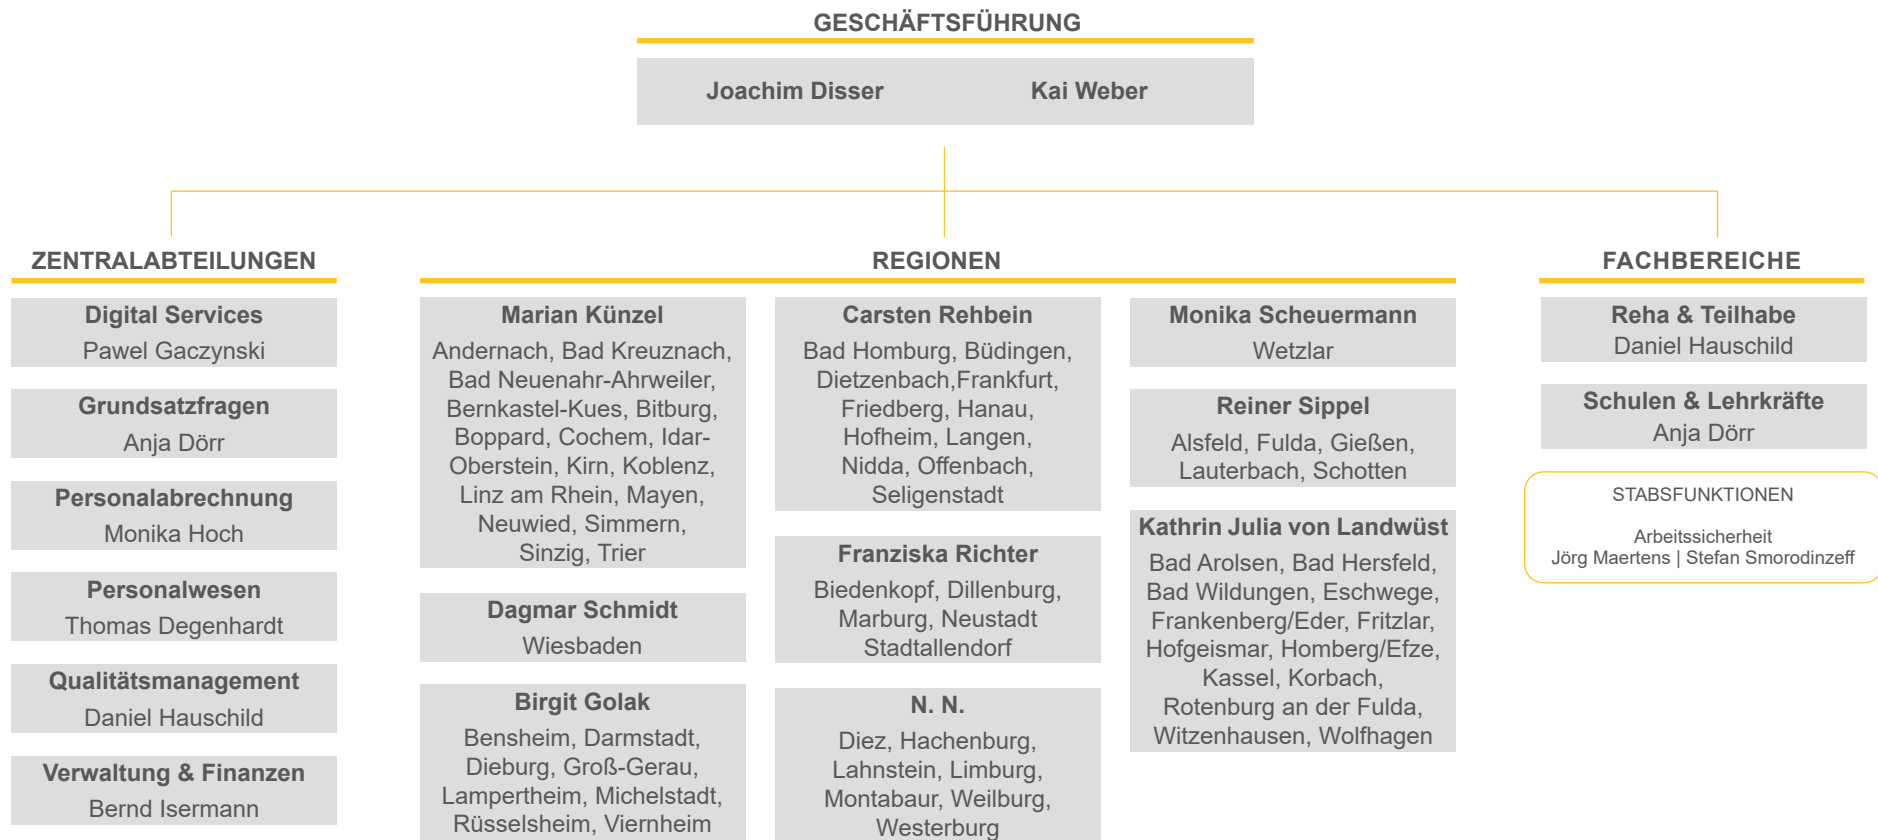 GESCHÄFTSFÜHRUNG
Joachim Disser Kai Weber
ZENTRALABTEILUNGEN
Digital Services
Pawel Gaczynski
Grundsatzfragen
Anja Dörr
Personalabrechnung
Monika Hoch
Personalwesen
Thomas Degenhardt
Qualitätsmanagement
Daniel Hauschild
Verwaltung & Finanzen
Bernd Isermann
REGIONEN
Marian Künzel
Andernach, Bad Kreuznach,
Bad Neuenahr-Ahrweiler,
Bernkastel-Kues, Bitburg,
Boppard, Cochem, Idar-
Oberstein, Kirn, Koblenz,
Linz am Rhein, Mayen,
Neuwied, Simmern,
Sinzig, Trier
Dagmar Schmidt
Wiesbaden
Birgit Golak
Bensheim, Darmstadt,
Dieburg, Groß-Gerau,
Lampertheim, Michelstadt,
Rüsselsheim, Viernheim
Carsten Rehbein
Bad Homburg, Büdingen,
Dietzenbach,Frankfurt,
Friedberg, Hanau,
Hofheim, Langen,
Nidda, Offenbach,
Seligenstadt
Franziska Richter
Biedenkopf, Dillenburg,
Marburg, Neustadt
Stadtallendorf
N. N.
Diez, Hachenburg,
Lahnstein, Limburg,
Montabaur, Weilburg,
Westerburg
Monika Scheuermann
Wetzlar
Reiner Sippel
Alsfeld, Fulda, Gießen,
Lauterbach, Schotten
Kathrin Julia von Landwüst
Bad Arolsen, Bad Hersfeld,
Bad Wildungen, Eschwege,
Frankenberg/Eder, Fritzlar,
Hofgeismar, Homberg/Efze,
Kassel, Korbach,
Rotenburg an der Fulda,
Witzenhausen, Wolfhagen
FACHBEREICHE
Reha & Teilhabe
Daniel Hauschild
Schulen & Lehrkräfte
Anja Dörr
STABSFUNKTIONEN
Arbeitssicherheit
Jörg Maertens | Stefan Smorodinzeff